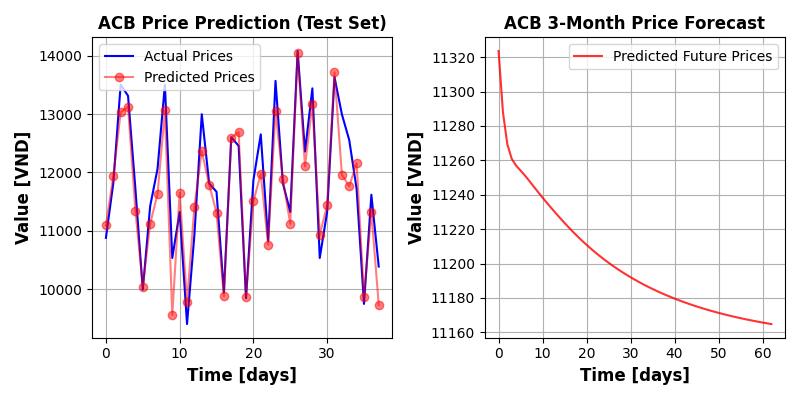 ACB Price Prediction (Test Set)
Actual Prices
Predicted Prices
14000
13000
12000
11000
10000
Value [VND]
0 10 20 30
Time [days]
ACB 3-Month Price Forecast
Predicted Future Prices
11320
11300
11280
11260
11240
11220
11200
11180
11160
Value [VND]
0 10 20 30 40 50 60
Time [days]